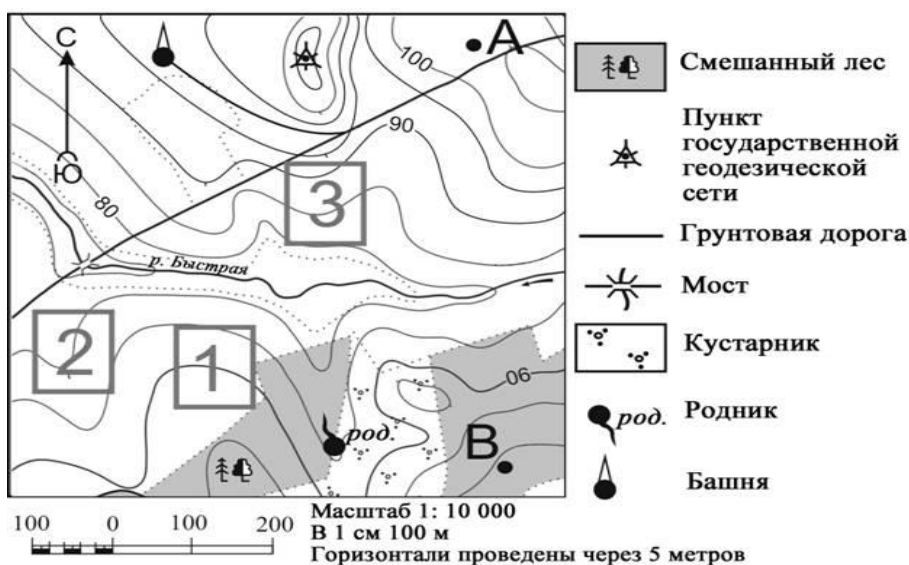 С
Ю
А
100
90
80
3
р. Быстрая
2
1
90
род.
В
Смешанный лес
Пункт
государственной
геодезической
сети
Грунтовая дорога
Мост
Кустарник
род.
Родник
Башня
100 0 100 200
Масштаб 1: 10 000
В 1 см 100 м
Горизонтали проведены через 5 метров